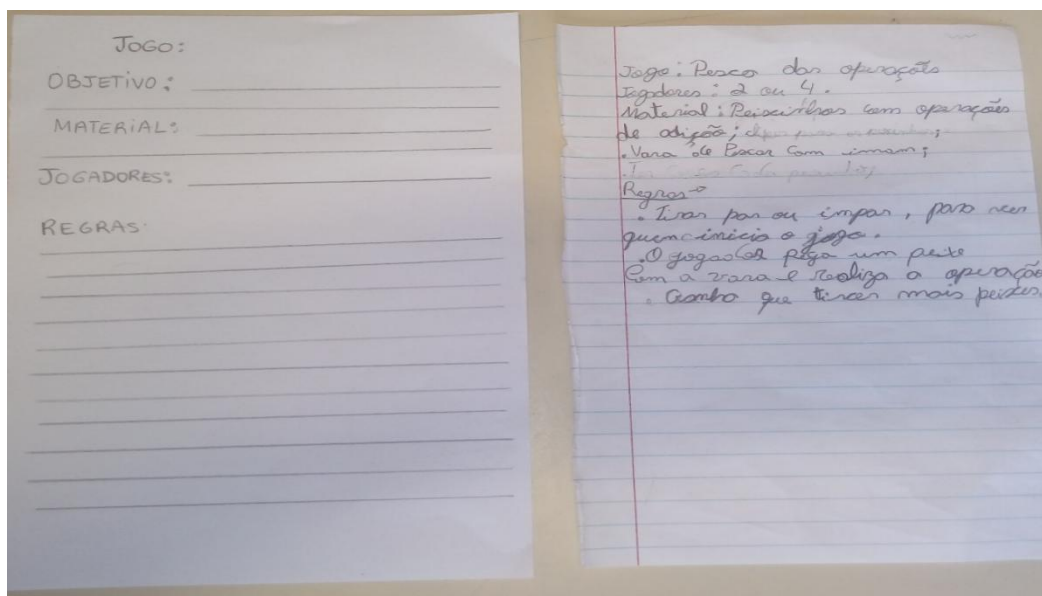 JOGO:
OBJETIVO:
MATERIAL:
JOGADORES:
REGRAS:
Jogo: Pesca das operações
Jogadores: 2 ou 4.
Material: Peixinhos com operações
de adição;
.Vara de Pescar com imam;
Regras
. Tirar par ou impar, para ver
quem inicia o jogo.
.O jogador pega um peixe
Com a vara e realiza a operação
. Ganha que tirar mais peixes.